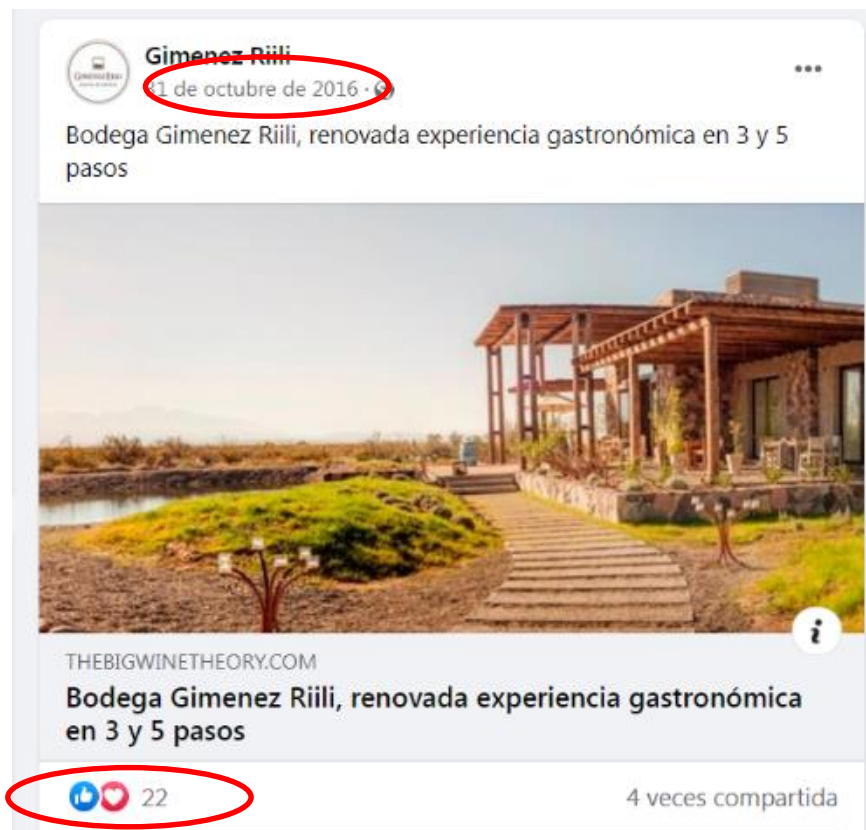 Gimenez Riili
31 de octubre de 2016
Bodega Gimenez Riili, renovada experiencia gastronómica en 3 y 5
pasos
THEBIGWINETHEORY.COM
Bodega Gimenez Riili, renovada experiencia gastronómica
en 3 y 5 pasos
22
4 veces compartida